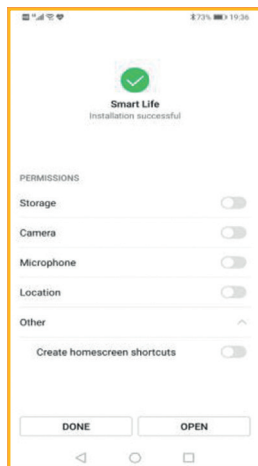 73% 19:36
Smart Life
Installation successful
PERMISSIONS
Storage
Camera
Microphone
Location
Other
Create homescreen shortcuts
DONE
OPEN